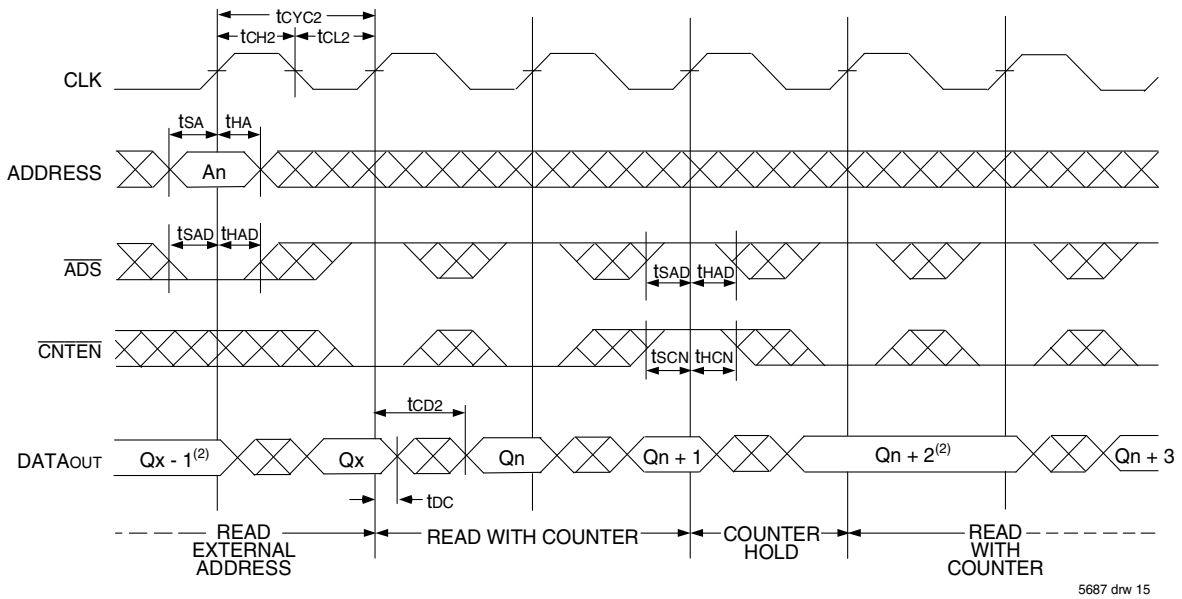 tCYC2
tCH2 tCL2
CLK
tSA tHA
ADDRESS An
tSAD tHAD
ADS
tSAD tHAD
CNTEN
tSCN tHCN
tCD2
DATAOUT Qx - 1(2) Qx Qn Qn + 1 Qn + 2(2) Qn + 3
tDC
READ EXTERNAL ADDRESS
READ WITH COUNTER
COUNTER HOLD
READ WITH COUNTER
5687 drw 15